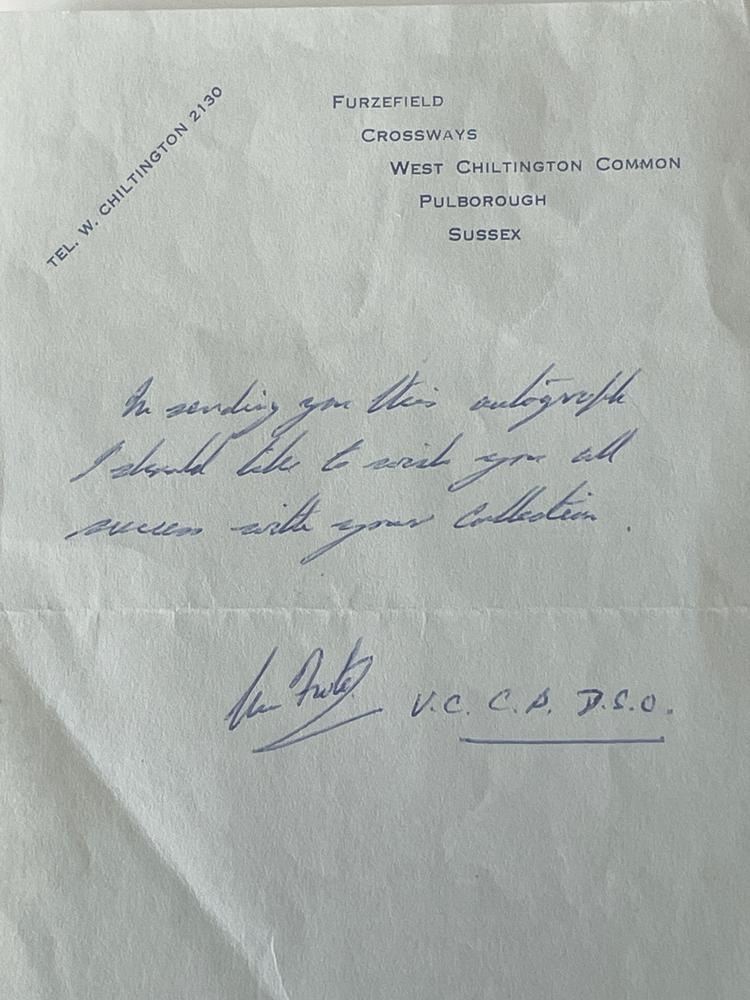 TEL. W. CHILTINGTON 2130
FURZEFIELD
CROSSWAYS
WEST CHILTINGTON COMMON
PULBOROUGH
SUSSEX
In sending you this autograph
I should like to wish you all
success with your collection.
V.C. C.B. D.S.O.